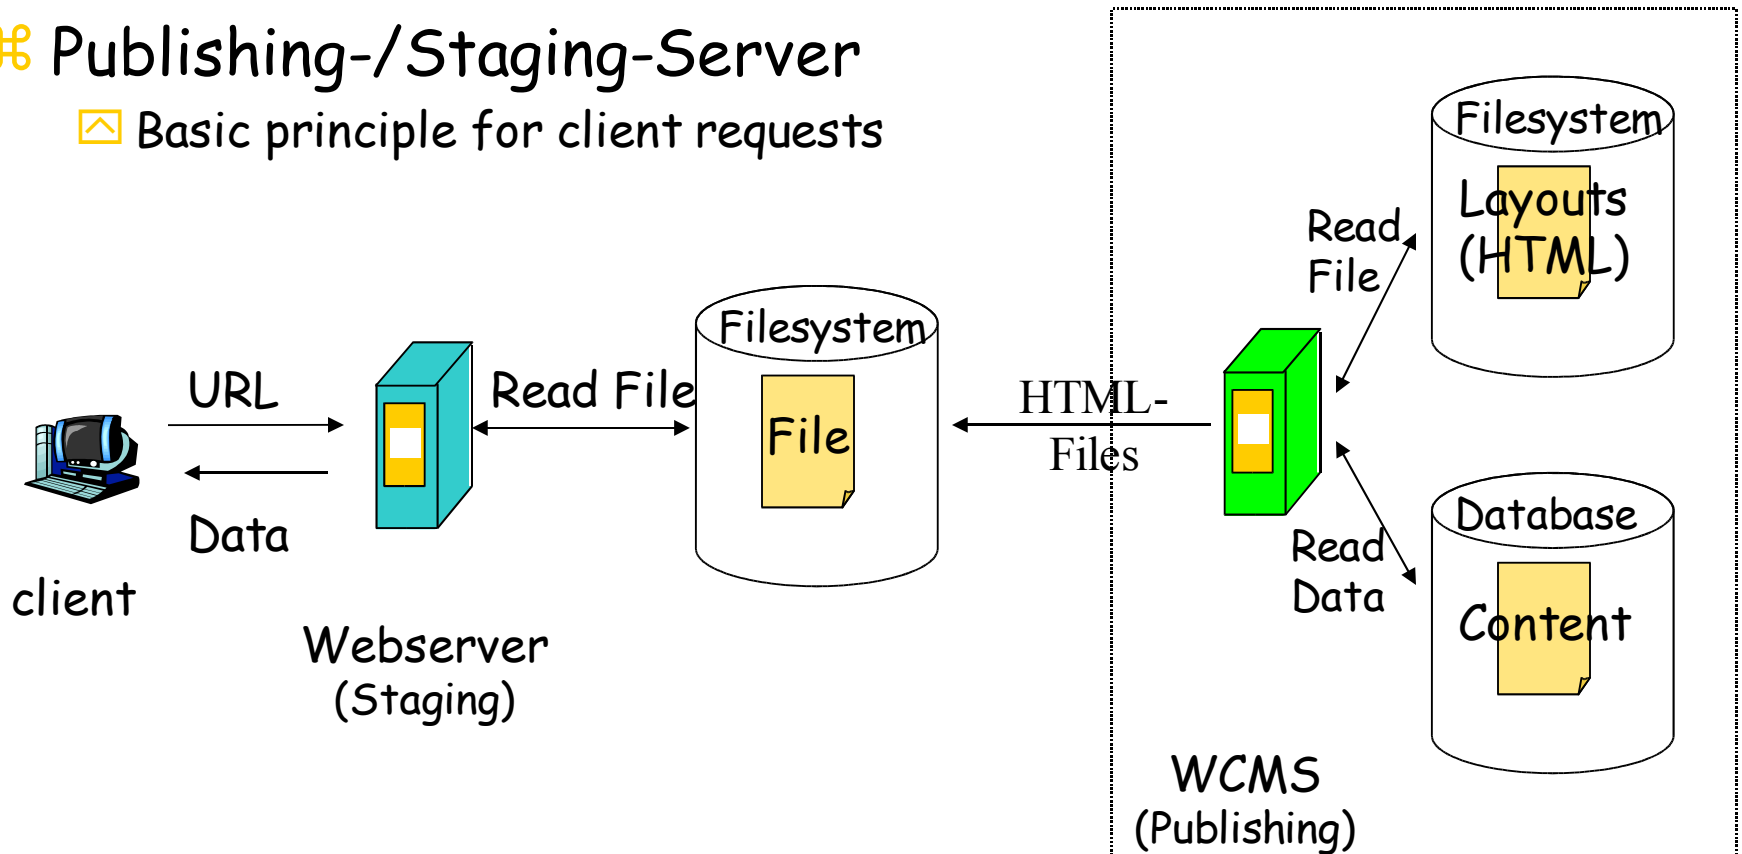 Publishing-/Staging-Server
Basic principle for client requests
Filesystem
Layouts
(HTML)
Read
File
Filesystem
File
URL
Read File
HTML-
Files
Data
client
Webserver
(Staging)
Database
Content
Read
Data
WCMS
(Publishing)